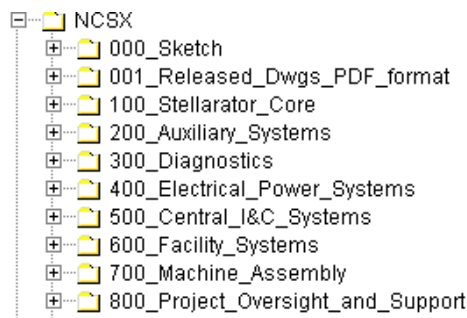 NCSX
000_Sketch
001_Released_Dwgs_PDF_format
100_Stellarator_Core
200_Auxiliary_Systems
300_Diagnostics
400_Electrical_Power_Systems
500_Central_I&C_Systems
600_Facility_Systems
700_Machine_Assembly
800_Project_Oversight_and_Support